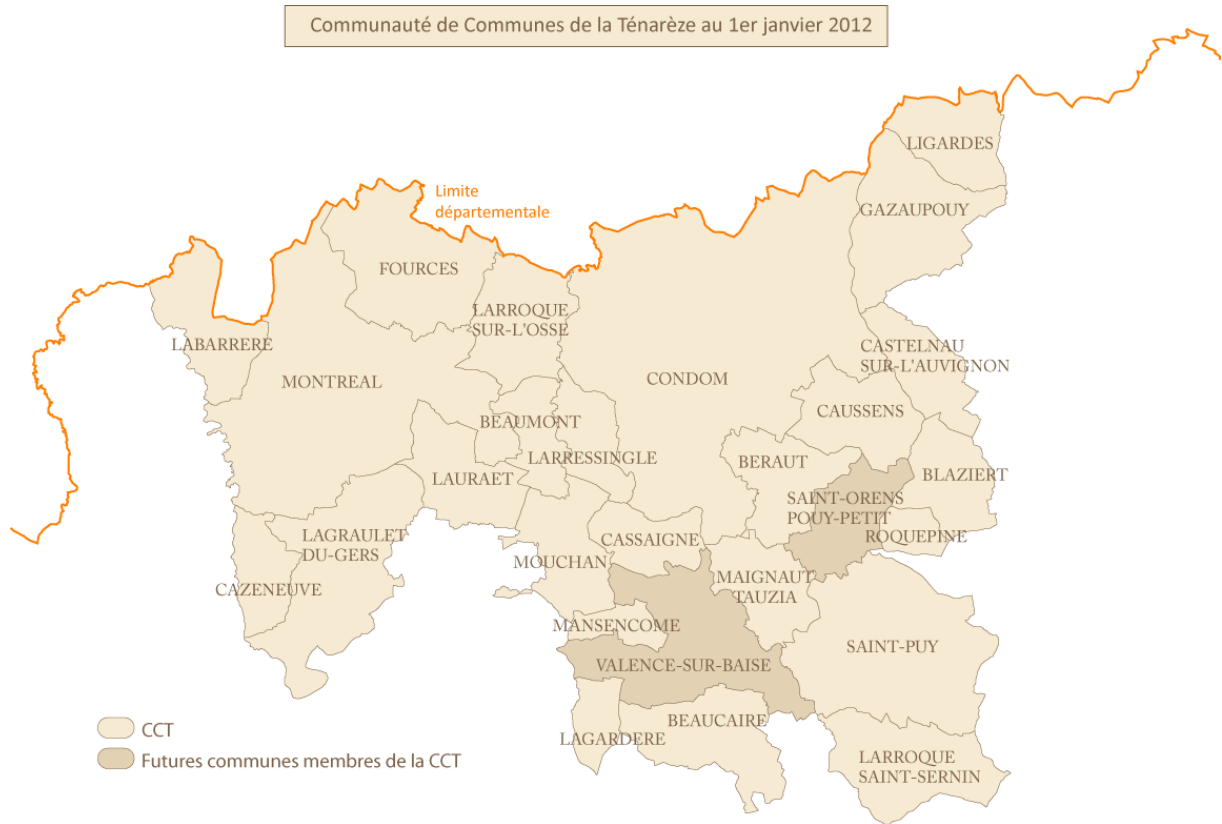 Communauté de Communes de la Ténarèze au 1er janvier 2012
LIGARDES
GAZAUPOUY
Limite
départementale
FOURCES
LARROQUE
SUR-L'OSSE
LABARRERE
MONTREAL
CONDOM
CASTELNAU
SUR-L'AUVIGNON
CAUSSENS
BEAUMONT
LARRESSINGLE
BERAUT
BLAZIERT
LAURAET
SAINT-ORENS
POUY-PETIT
ROQUEPINE
LAGRAULET
DU-GERS
CASSAIGNE
MOUCHAN
MAIGNAUT
TAUZIA
CAZENEUVE
MANSENCOME
SAINT-PUY
VALENCE-SUR-BAISE
BEAUCAIRE
LAGARDERE
LARROQUE
SAINT-SERNIN
CCT
Futures communes membres de la CCT